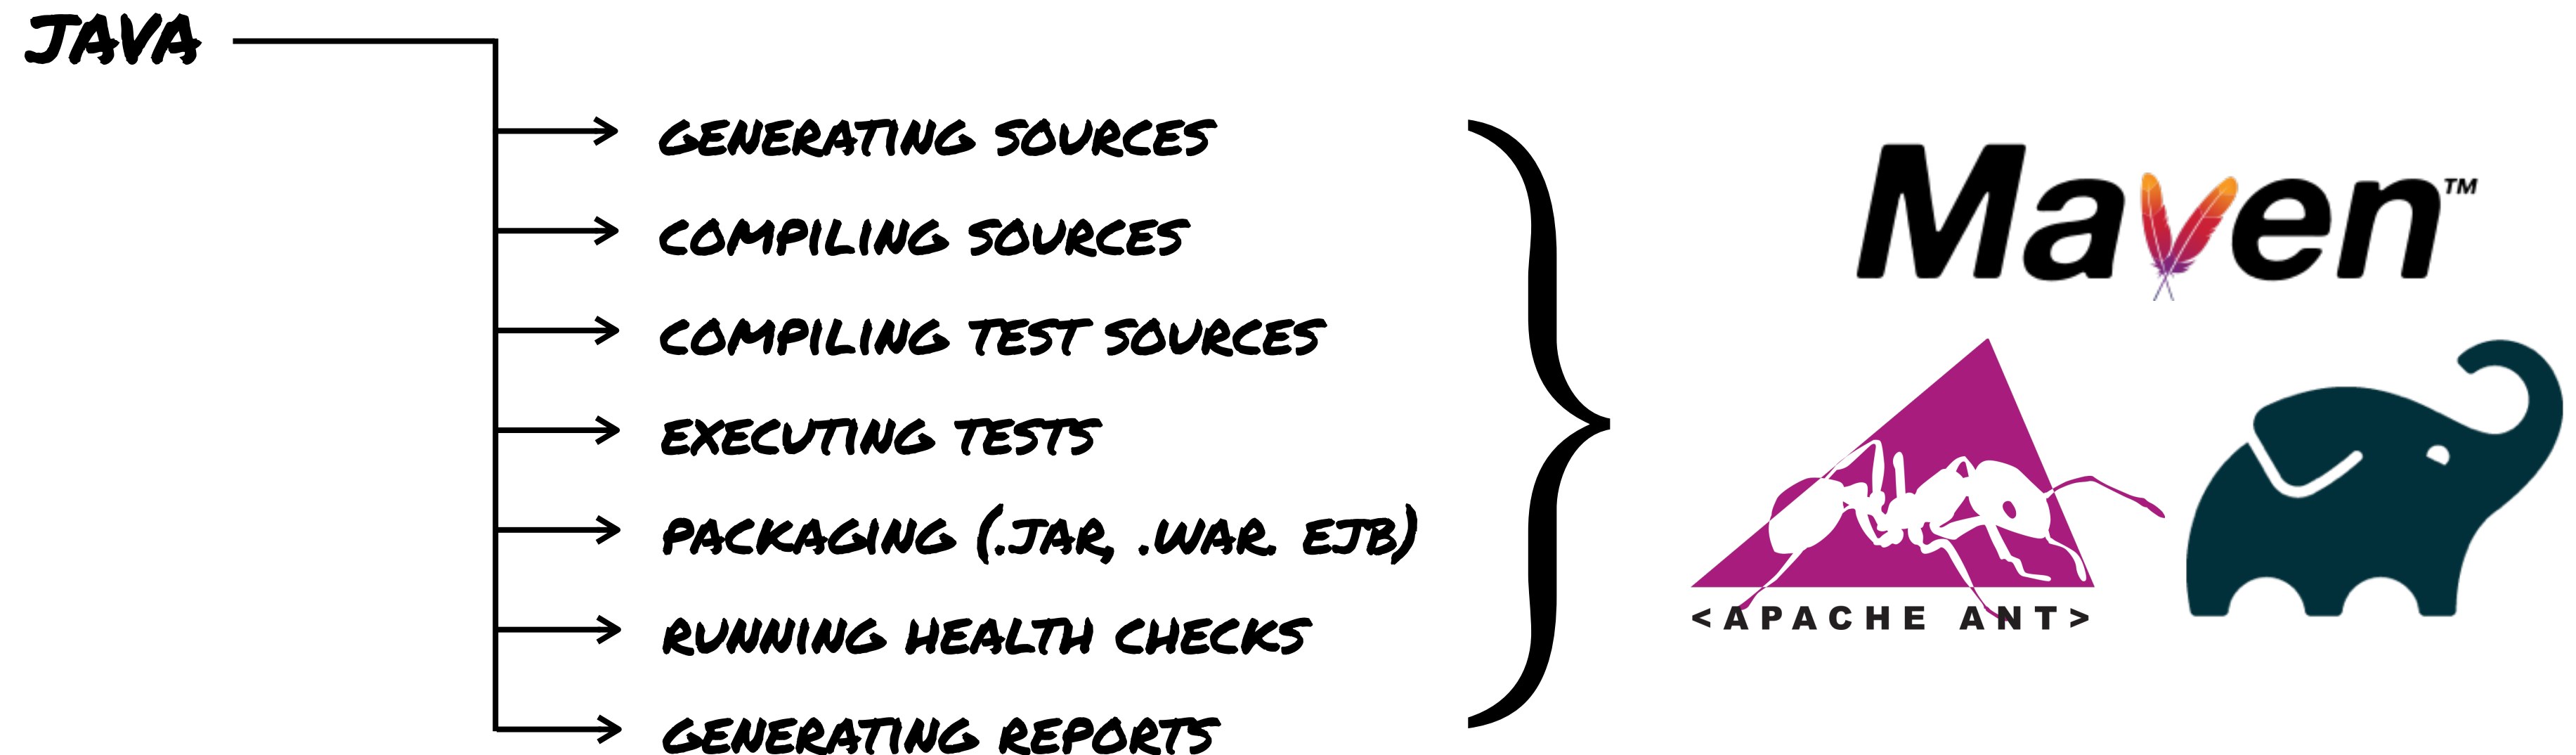 JAVA
GENERATING SOURCES
COMPILING SOURCES
COMPILING TEST SOURCES
EXECUTING TESTS
PACKAGING (.JAR, .WAR. EJB)
RUNNING HEALTH CHECKS
GENERATING REPORTS
Maven™
<APACHE ANT>